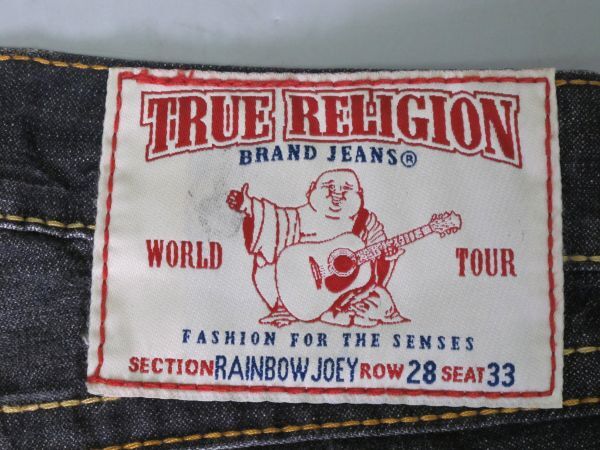 TRUE RELIGION
BRAND JEANS®
WORLD TOUR
FASHION FOR THE SENSES
SECTION RAINBOW JOEY ROW 28 SEAT 33